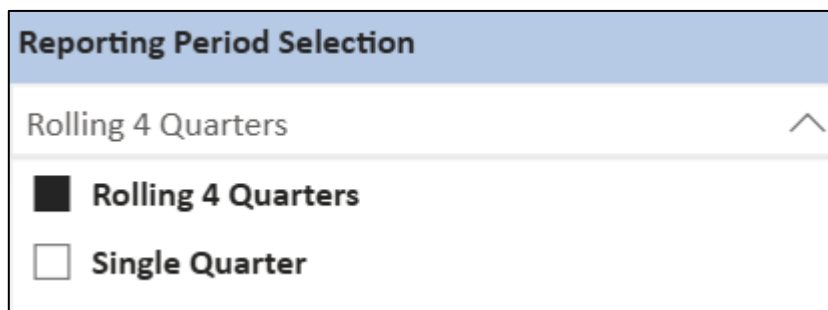 Reporting Period Selection
Rolling 4 Quarters
Rolling 4 Quarters
Single Quarter